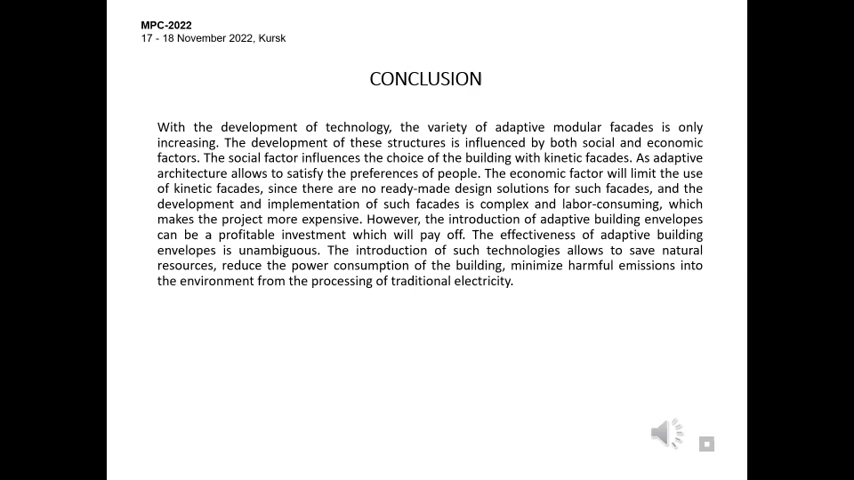 MPC-2022
17 - 18 November 2022, Kursk
CONCLUSION
With the development of technology, the variety of adaptive modular facades is only
increasing. The development of these structures is influenced by both social and economic
factors. The social factor influences the choice of the building with kinetic facades. As adaptive
architecture allows to satisfy the preferences of people. The economic factor will limit the use
of kinetic facades, since there are no ready-made design solutions for such facades, and the
development and implementation of such facades is complex and labor-consuming, which
makes the project more expensive. However, the introduction of adaptive building envelopes
can be a profitable investment which will pay off. The effectiveness of adaptive building
envelopes is unambiguous. The introduction of such technologies allows to save natural
resources, reduce the power consumption of the building, minimize harmful emissions into
the environment from the processing of traditional electricity.